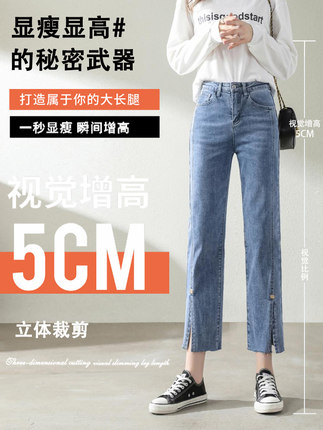 显瘦显高#
的秘密武器
打造属于你的大长腿
一秒显瘦 瞬间增高
thisisgoodstart
视觉增高
5CM
视觉增高
5CM
视觉比例
立体裁剪
Three-dimensional cutting visual slimming leg length